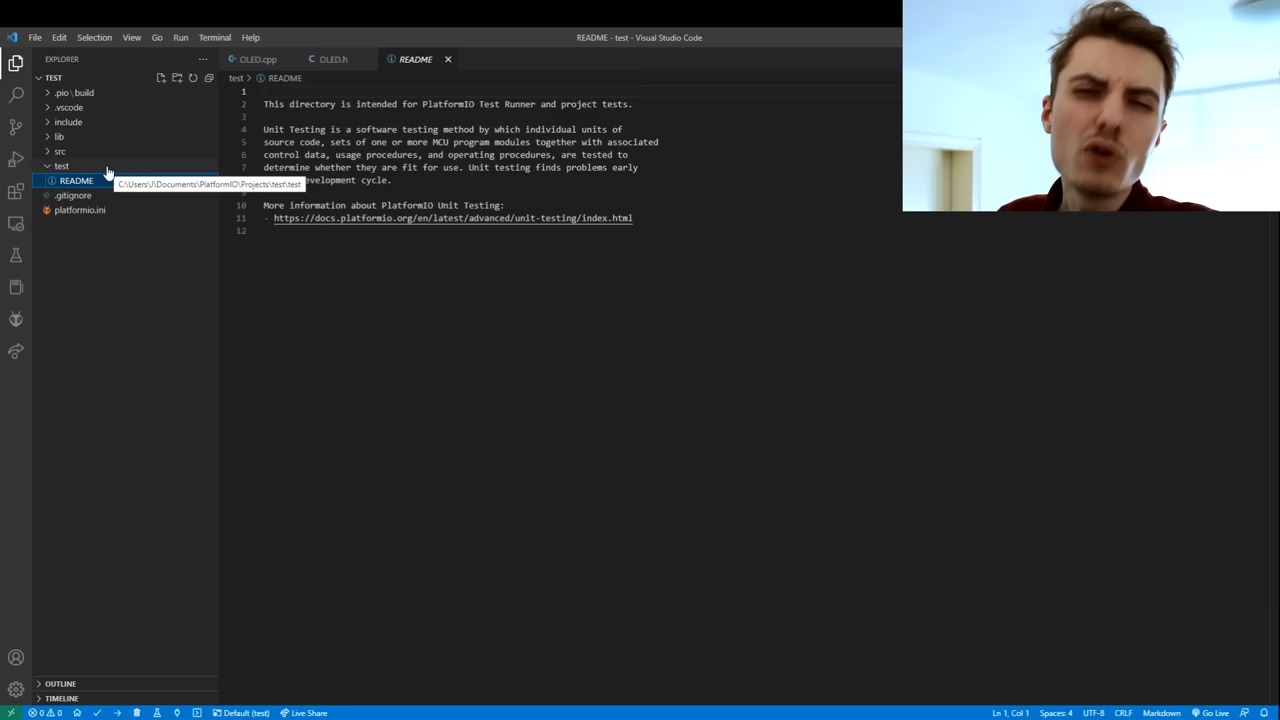 File Edit Selection View Go Run Terminal Help
README - test - Visual Studio Code
EXPLORER
TEST
.pio \ build
.vscode
include
lib
src
test
README
.gitignore
platformio.ini
C:\Users\J\Documents\PlatformIO\Projects\test\test
OLED.cpp
OLED.h
README
test > README
1
2 This directory is intended for PlatformIO Test Runner and project tests.
3
4 Unit Testing is a software testing method by which individual units of
5 source code, sets of one or more MCU program modules together with associated
6 control data, usage procedures, and operating procedures, are tested to
7 determine whether they are fit for use. Unit testing finds problems early
development cycle.
10 More information about PlatformIO Unit Testing:
11 - https://docs.platformio.org/en/latest/advanced/unit-testing/index.html
12
OUTLINE
TIMELINE
0 0 Default (test) Live Share Ln 1, Col 1 Spaces: 4 UTF-8 CRLF Markdown Go Live